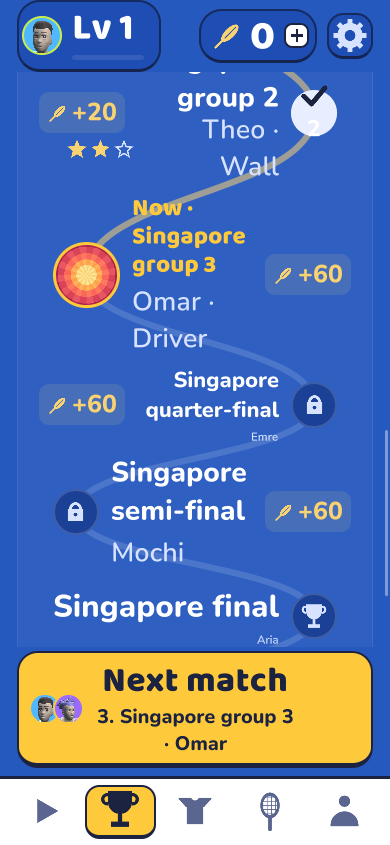 Lv 1
0
group 2
+20
Theo ·
2
Wall
Now ·
Singapore
group 3
+60
Omar ·
Driver
Singapore
+60
quarter-final
Emre
Singapore
semi-final
+60
Mochi
Singapore final
Aria
Next match
3. Singapore group 3
· Omar